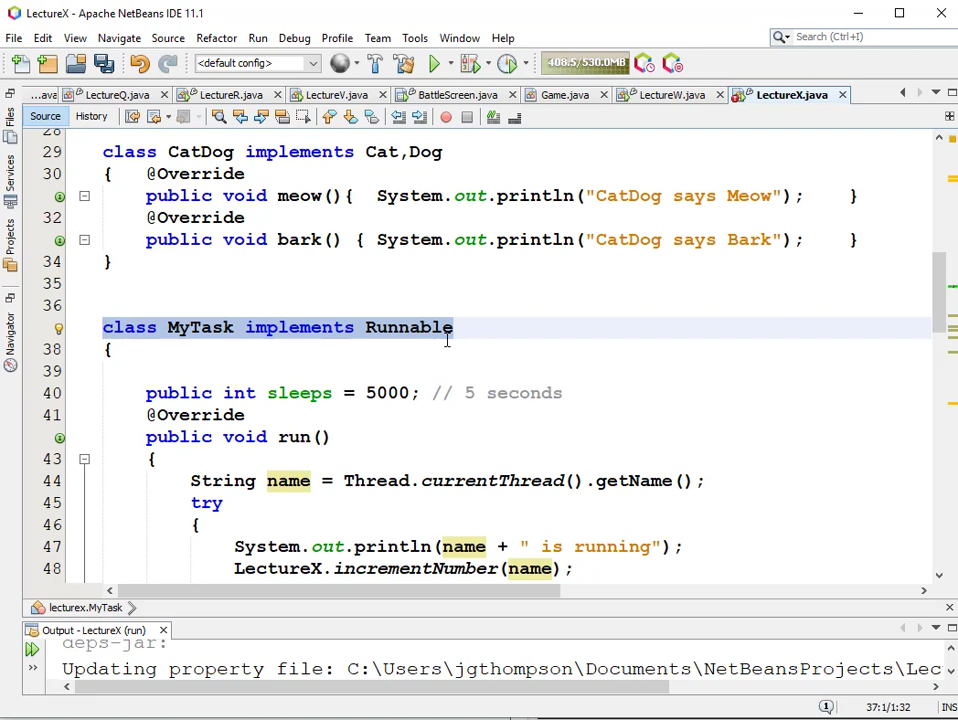 LectureX - Apache NetBeans IDE 11.1
File Edit View Navigate Source Refactor Run Debug Profile Team Tools Window Help
Search (Ctrl+I)
<default config>
408.5/530.0MB
...ava LectureQ.java LectureR.java LectureV.java BattleScreen.java Game.java LectureW.java LectureX.java
Source History
Files
Services
Projects
Navigator
28
29 class CatDog implements Cat,Dog
30 { @Override
public void meow(){ System.out.println("CatDog says Meow"); }
32 @Override
public void bark() { System.out.println("CatDog says Bark"); }
34 }
35
36
class MyTask implements Runnable
38 {
39
40 public int sleeps = 5000; // 5 seconds
41 @Override
public void run()
43 {
44 String name = Thread.currentThread().getName();
45 try
46 {
47 System.out.println(name + " is running");
48 LectureX.incrementNumber(name);
lecturex.MyTask
Output - LectureX (run)
deps-jar:
Updating property file: C:\Users\jgthompson\Documents\NetBeansProjects\Lec
37:1/1:32 INS